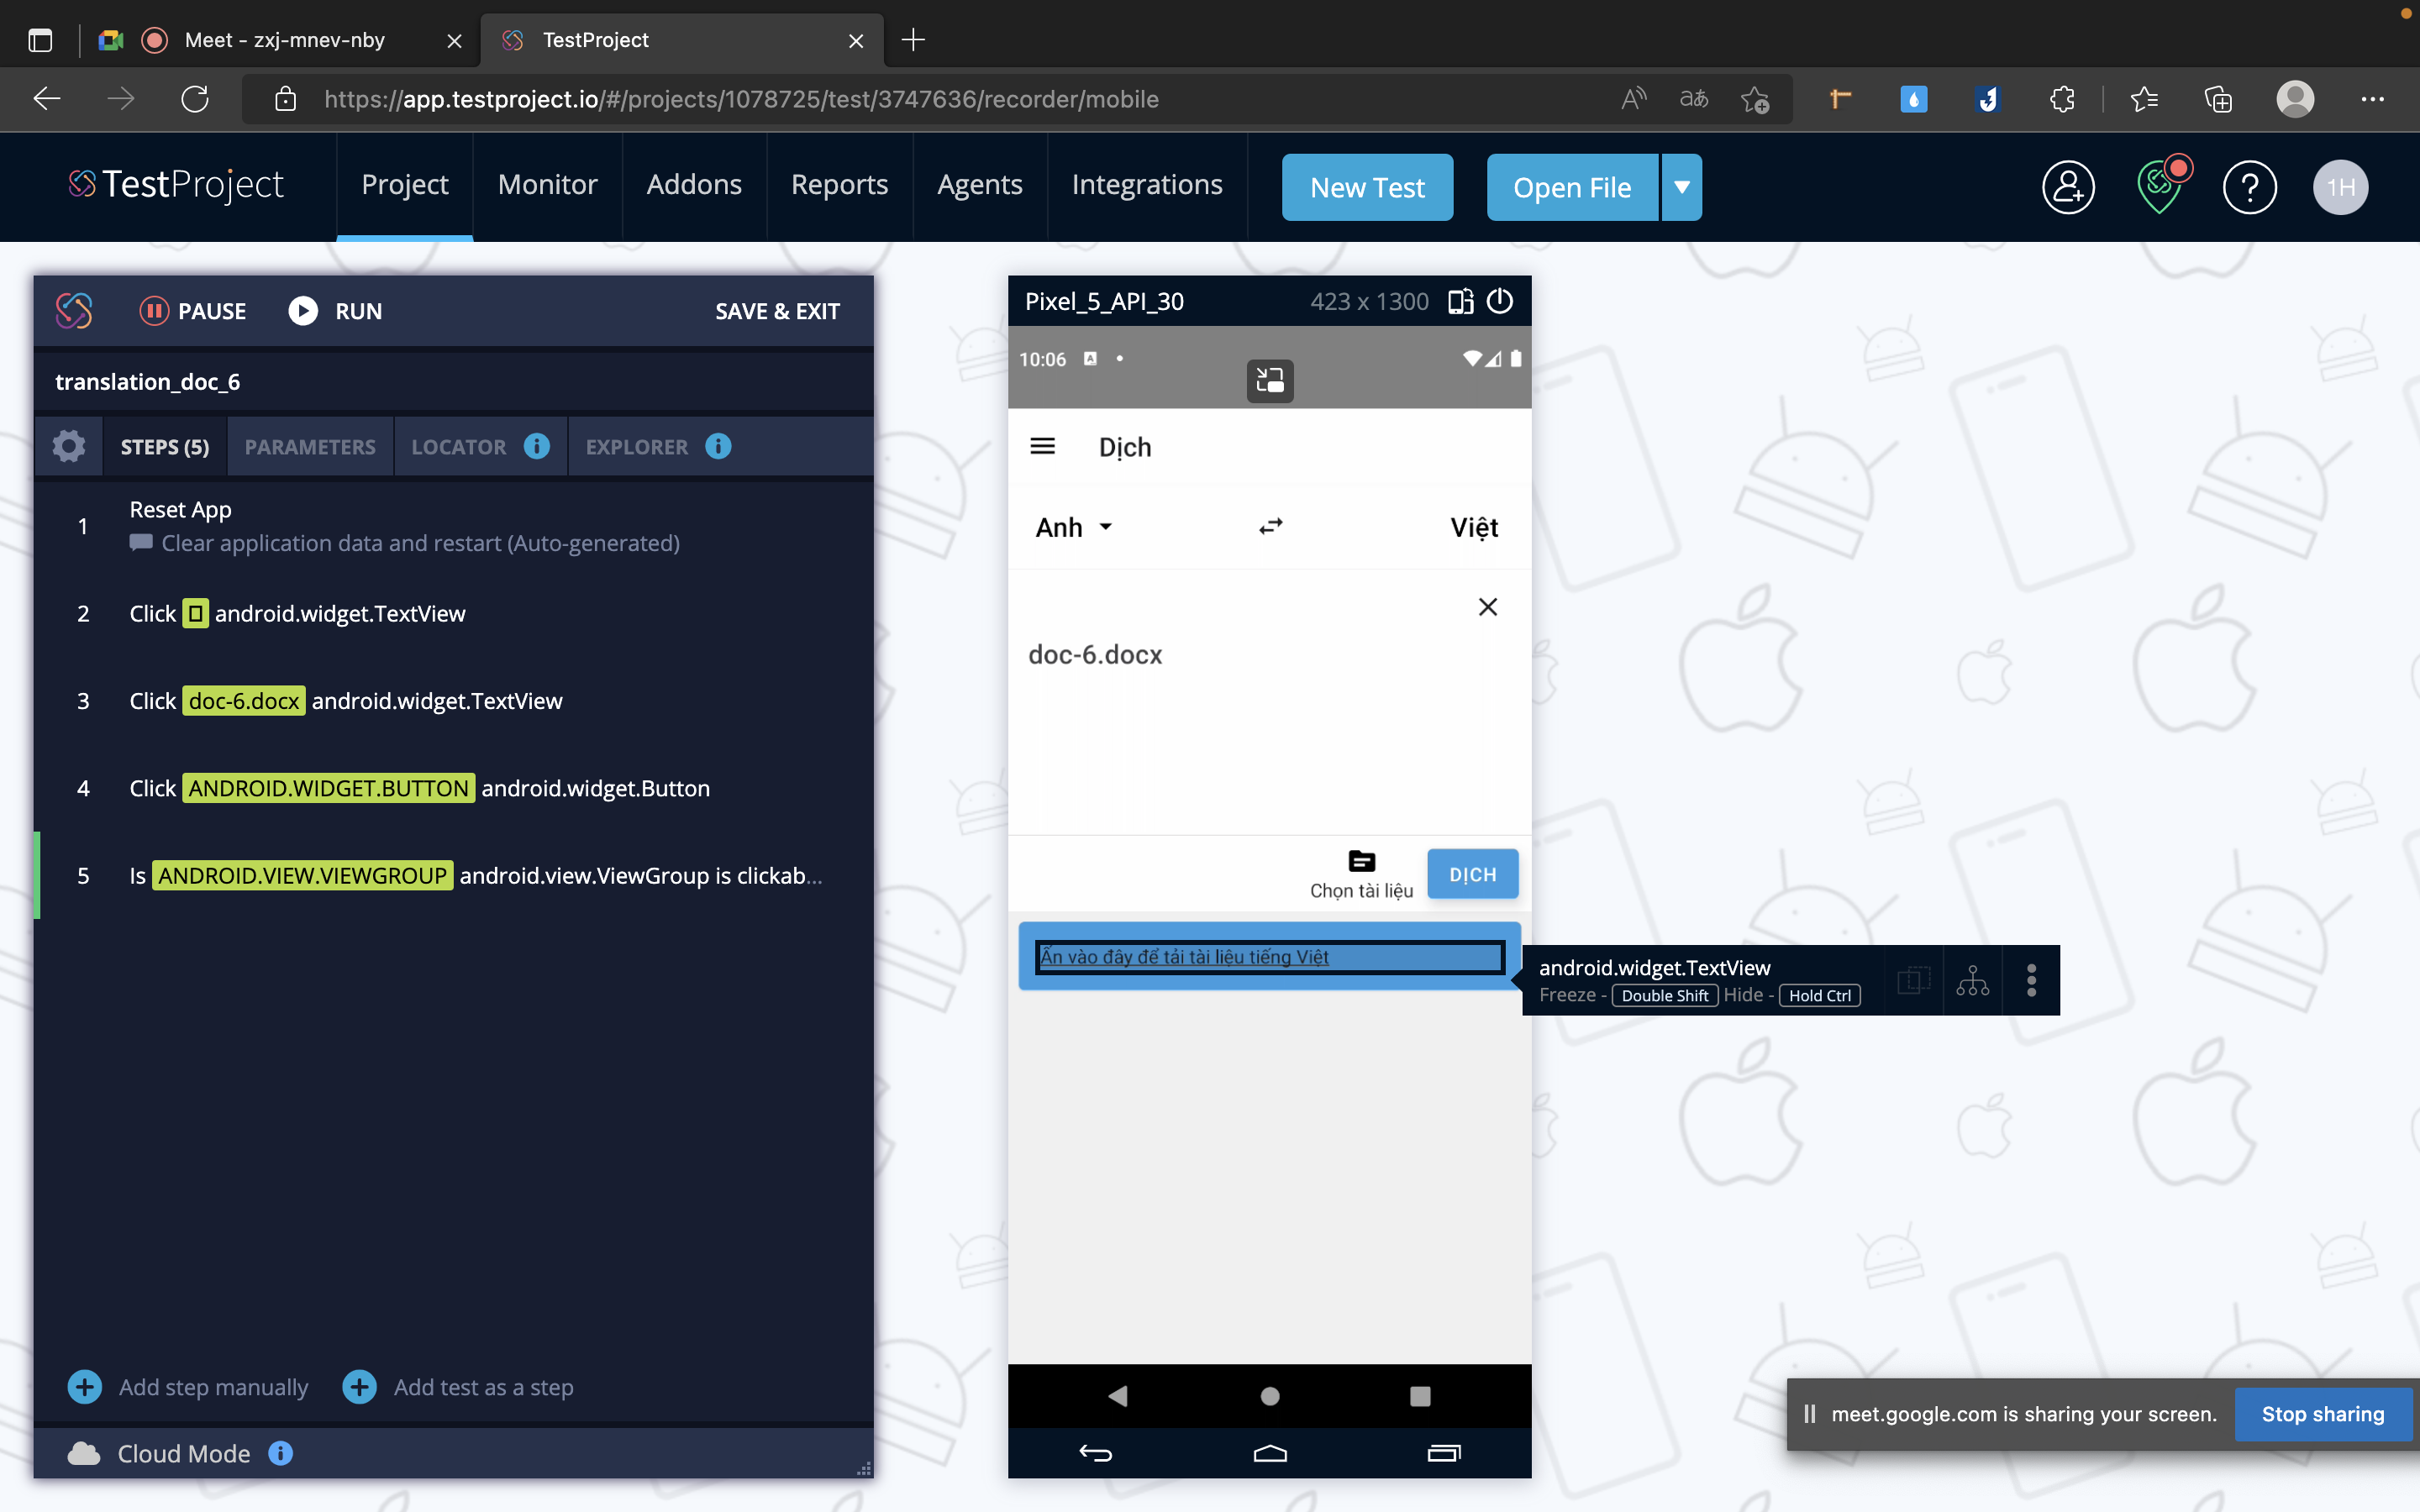 Meet - zxj-mnev-nby
TestProject
https://app.testproject.io/#/projects/1078725/test/3747636/recorder/mobile
TestProject
Project
Monitor
Addons
Reports
Agents
Integrations
New Test
Open File
1H
PAUSE
RUN
SAVE & EXIT
translation_doc_6
STEPS (5)
PARAMETERS
LOCATOR
EXPLORER
1
Reset App
Clear application data and restart (Auto-generated)
2
Click android.widget.TextView
3
Click doc-6.docx android.widget.TextView
4
Click ANDROID.WIDGET.BUTTON android.widget.Button
5
Is ANDROID.VIEW.VIEWGROUP android.view.ViewGroup is clickab...
Add step manually
Add test as a step
Cloud Mode
Pixel_5_API_30
423 x 1300
10:06
Dịch
Anh
Việt
doc-6.docx
Chọn tài liệu
DỊCH
Ấn vào đây để tải tài liệu tiếng Việt
android.widget.TextView
Freeze - Double Shift Hide - Hold Ctrl
meet.google.com is sharing your screen.
Stop sharing